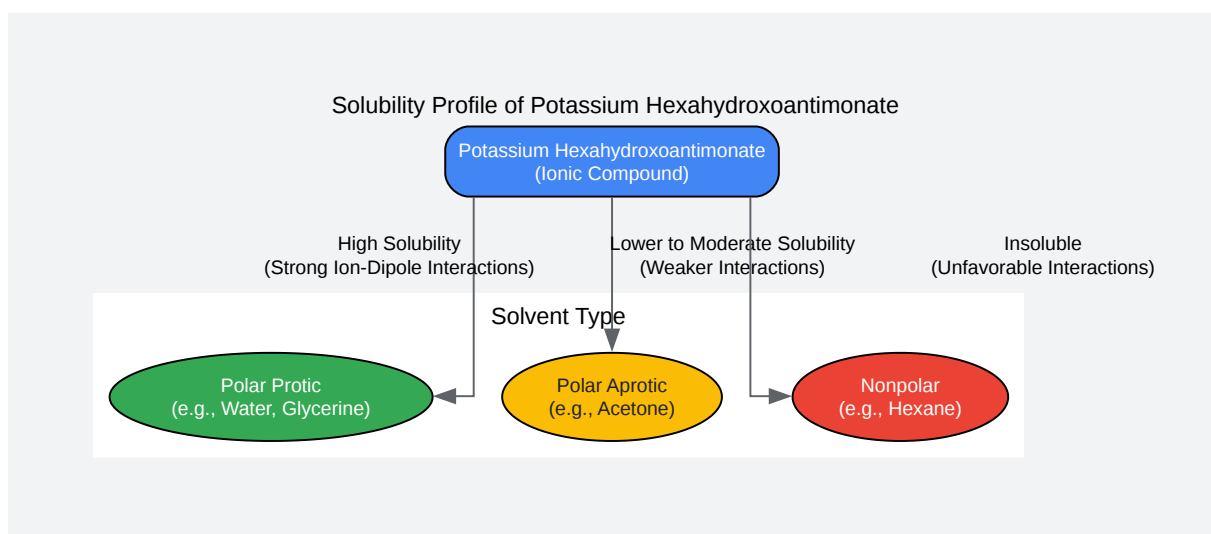 Solubility Profile of Potassium Hexahydroxoantimonate
Potassium Hexahydroxoantimonate
(Ionic Compound)
High Solubility
(Strong Ion-Dipole Interactions)
Lower to Moderate Solubility
(Weaker Interactions)
Insoluble
(Unfavorable Interactions)
Solvent Type
Polar Protic
(e.g., Water, Glycerine)
Polar Aprotic
(e.g., Acetone)
Nonpolar
(e.g., Hexane)